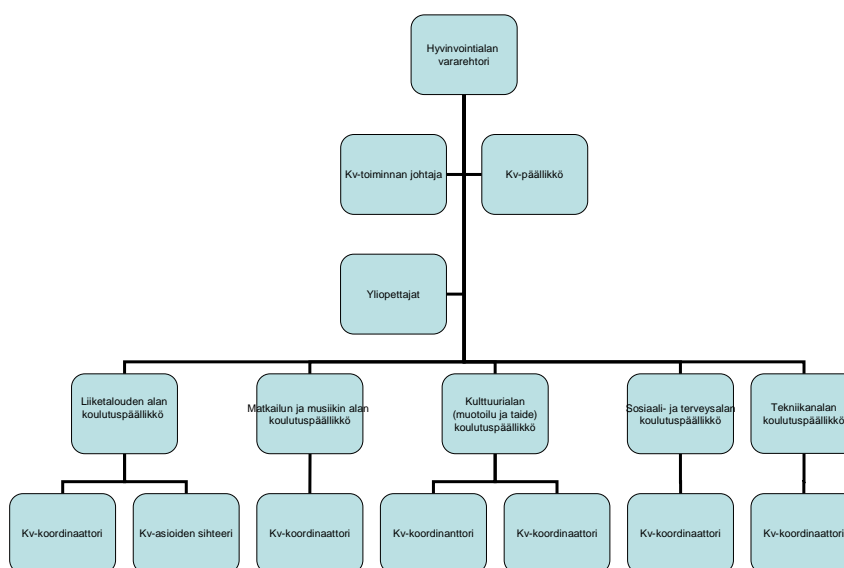 Hyvinvointialan
vararehtori
Kv-toiminnan johtaja
Kv-päällikkö
Yliopettajat
Liiketalouden alan
koulutuspäällikkö
Matkailun ja musiikin alan
koulutuspäällikkö
Kulttuurialan
(muotoilu ja taide)
koulutuspäällikkö
Sosiaali- ja terveysalan
koulutuspäällikkö
Tekniikanalan
koulutuspäällikkö
Kv-koordinaattori
Kv-asioiden sihteeri
Kv-koordinaattori
Kv-koordinanttori
Kv-koordinaattori
Kv-koordinaattori
Kv-koordinaattori